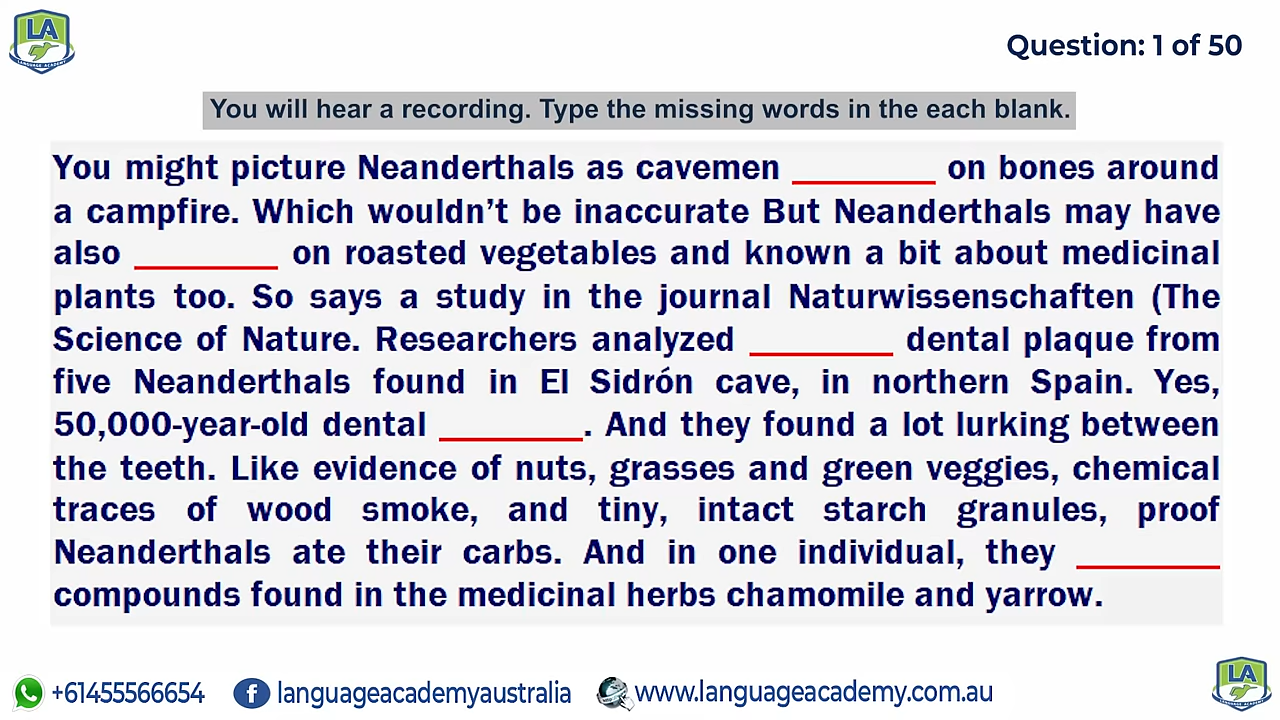 LA
LANGUAGE ACADEMY
Question: 1 of 50
You will hear a recording. Type the missing words in the each blank.
You might picture Neanderthals as cavemen ________ on bones around
a campfire. Which wouldn't be inaccurate But Neanderthals may have
also ________ on roasted vegetables and known a bit about medicinal
plants too. So says a study in the journal Naturwissenschaften (The
Science of Nature. Researchers analyzed ________ dental plaque from
five Neanderthals found in El Sidrón cave, in northern Spain. Yes,
50,000-year-old dental ________. And they found a lot lurking between
the teeth. Like evidence of nuts, grasses and green veggies, chemical
traces of wood smoke, and tiny, intact starch granules, proof
Neanderthals ate their carbs. And in one individual, they ________
compounds found in the medicinal herbs chamomile and yarrow.
+61455566654 languageacademyaustralia www.languageacademy.com.au
LA
LANGUAGE ACADEMY